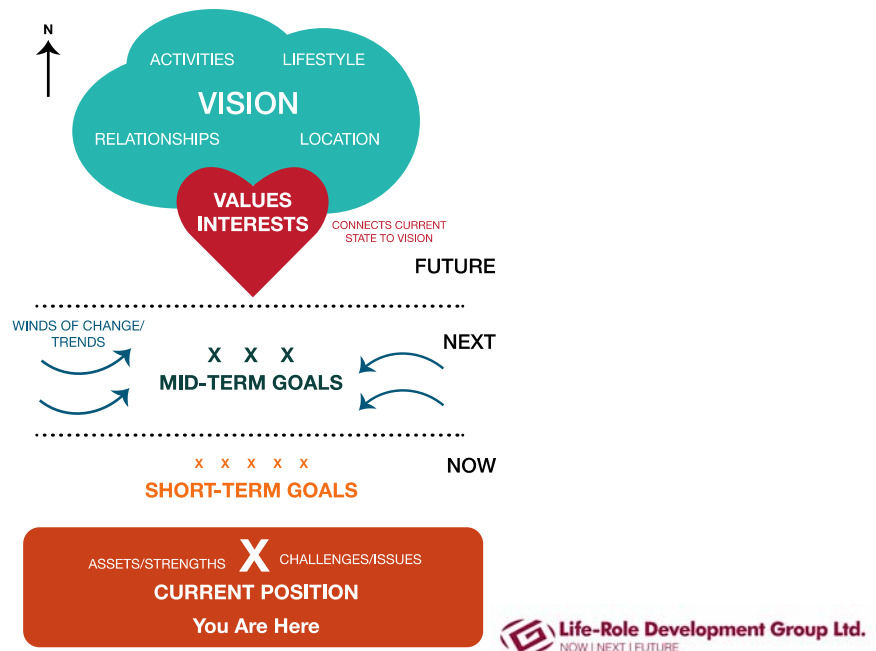 N
ACTIVITIES LIFESTYLE
VISION
RELATIONSHIPS LOCATION
VALUES
INTERESTS
CONNECTS CURRENT
STATE TO VISION
FUTURE
WINDS OF CHANGE/
TRENDS
NEXT
X X X
MID-TERM GOALS
NOW
X X X X X
SHORT-TERM GOALS
ASSETS/STRENGTHS X CHALLENGES/ISSUES
CURRENT POSITION
You Are Here
Life-Role Development Group Ltd.
NOW | NEXT | FUTURE